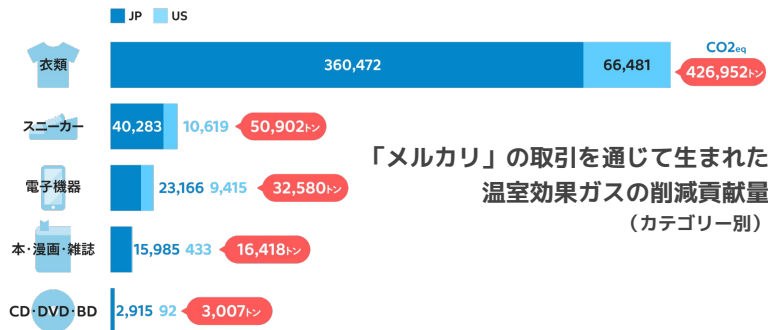 JP US
CO2eq
衣類 360,472 66,481 426,952トン
スニーカー 40,283 10,619 50,902トン
「メルカリ」の取引を通じて生まれた
温室効果ガスの削減貢献量
（カテゴリー別）
電子機器 23,166 9,415 32,580トン
本・漫画・雑誌 15,985 433 16,418トン
CD・DVD・BD 2,915 92 3,007トン